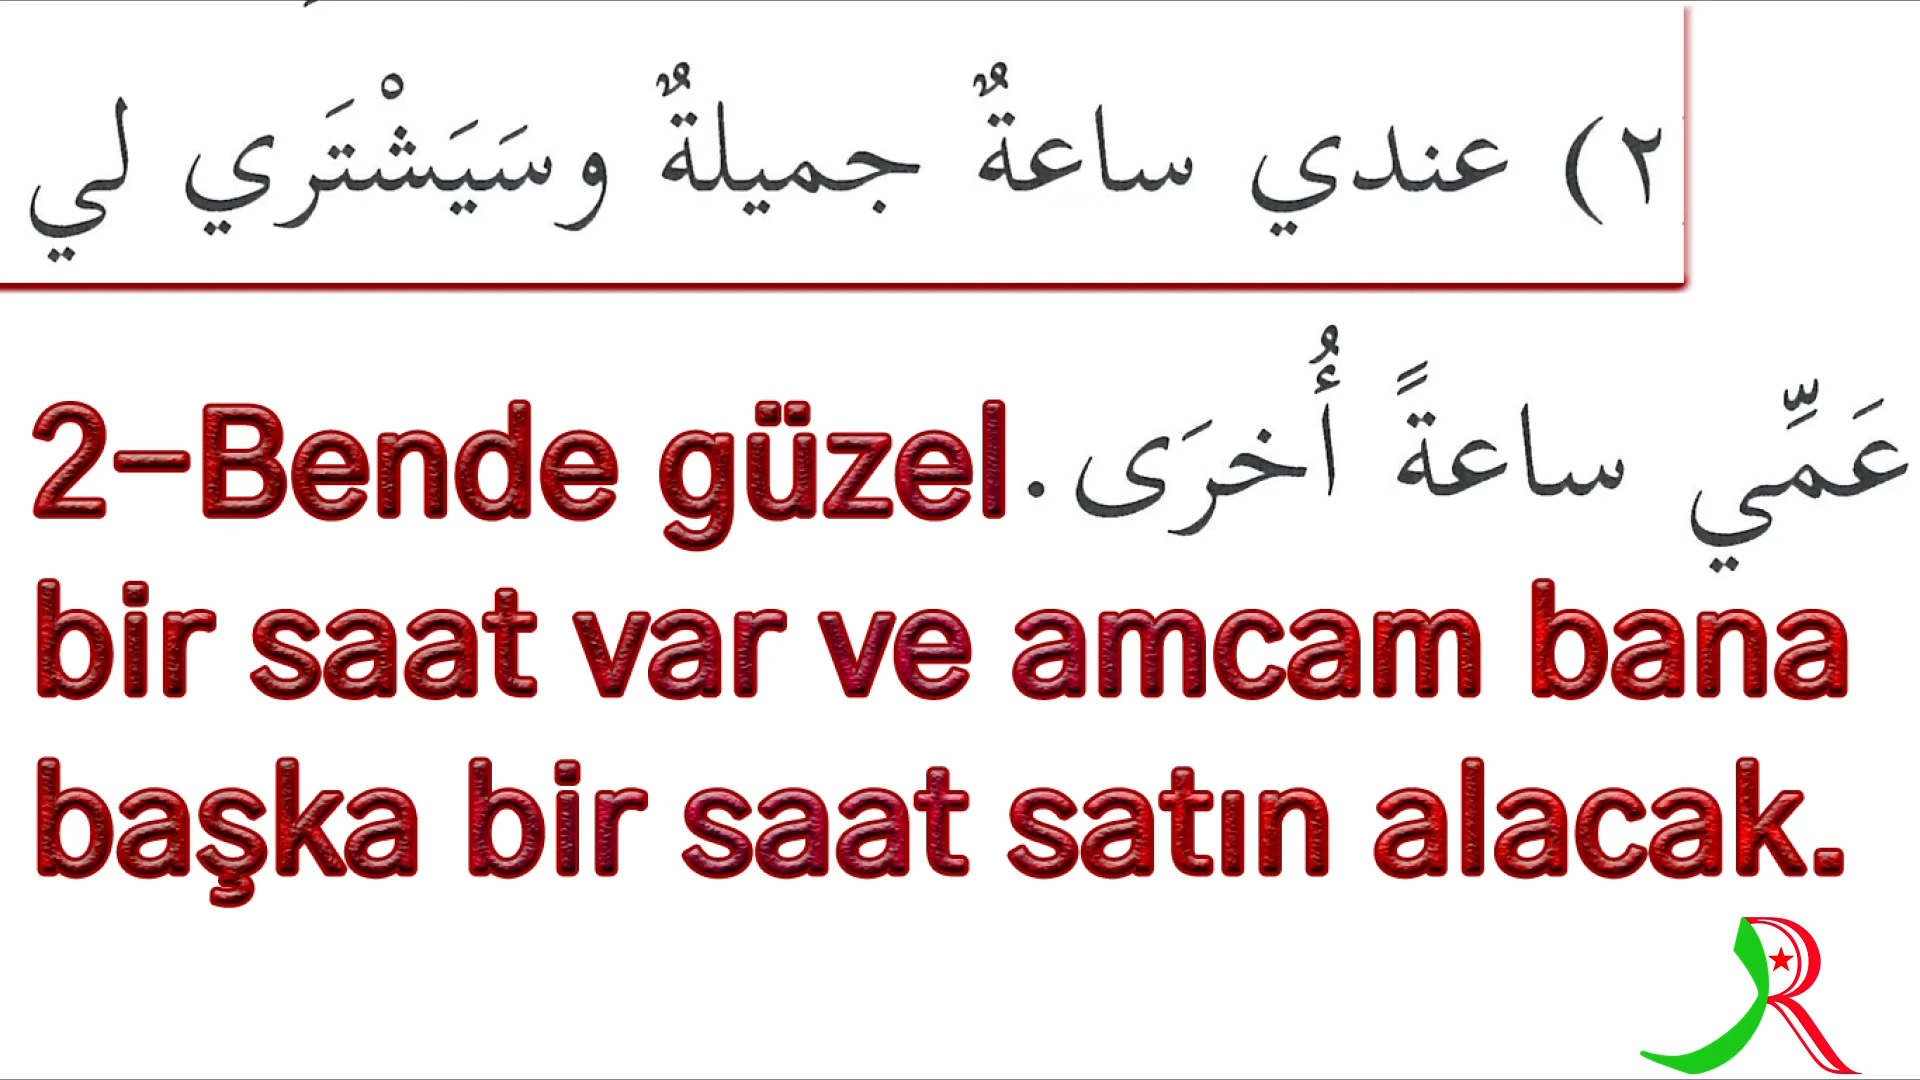 ٢) عندي ساعةٌ جميلةٌ وسَيَشْتَري لي
عَمِّي ساعةً أُخرَى.
2-Bende güzel
bir saat var ve amcam bana
başka bir saat satın alacak.